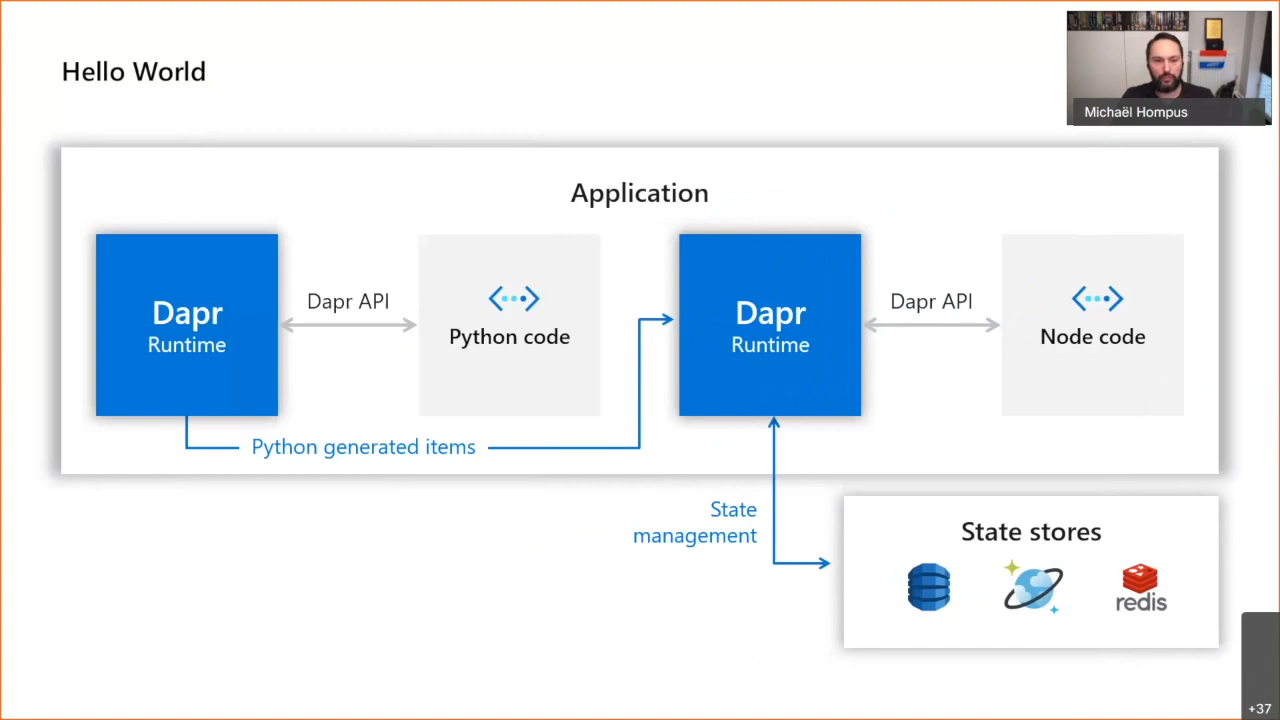 Hello World
Michaël Hompus
Application
Dapr
Runtime
Dapr API
Python code
Dapr
Runtime
Dapr API
Node code
Python generated items
State
management
State stores
redis
+37